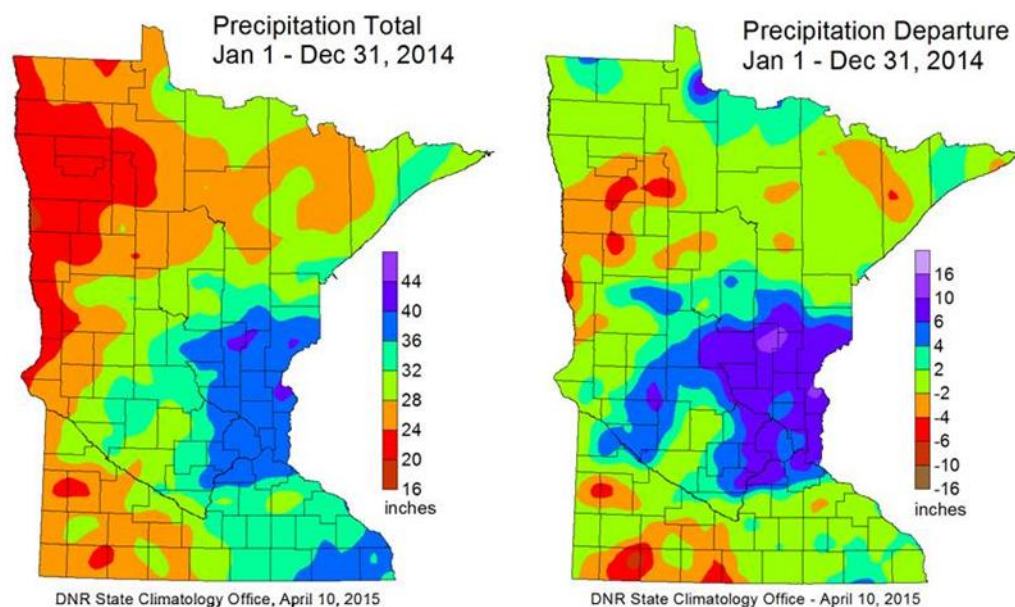 Precipitation Total
Jan 1 - Dec 31, 2014
44
40
36
32
28
24
20
16
inches
DNR State Climatology Office, April 10, 2015
Precipitation Departure
Jan 1 - Dec 31, 2014
16
10
6
4
2
-2
-4
-6
-10
-16
inches
DNR State Climatology Office - April 10, 2015